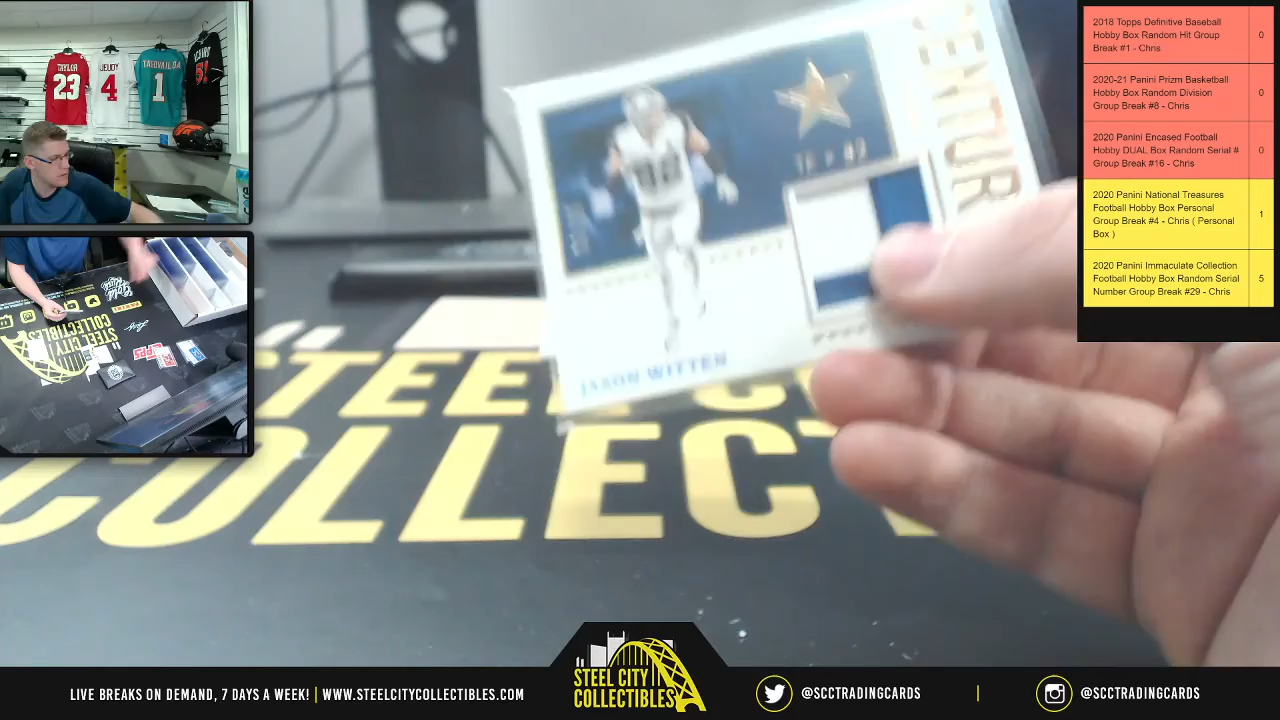 2018 Topps Definitive Baseball
Hobby Box Random Hit Group
Break #1 - Chris
0
2020-21 Panini Prizm Basketball
Hobby Box Random Division
Group Break #8 - Chris
0
2020 Panini Encased Football
Hobby DUAL Box Random Serial #
Group Break #16 - Chris
0
2020 Panini National Treasures
Football Hobby Box Personal
Group Break #4 - Chris ( Personal
Box )
1
2020 Panini Immaculate Collection
Football Hobby Box Random Serial
Number Group Break #29 - Chris
5
TAYLOR
23
JEUDY
4
TAGOVAILOA
1
JASON WITTEN
STEEL C
COLLEC
COLLECTIBLES
STEEL CITY
COLLECTIBLES
LIVE BREAKS ON DEMAND, 7 DAYS A WEEK! | WWW.STEELCITYCOLLECTIBLES.COM
@SCCTRADINGCARDS
@SCCTRADINGCARDS